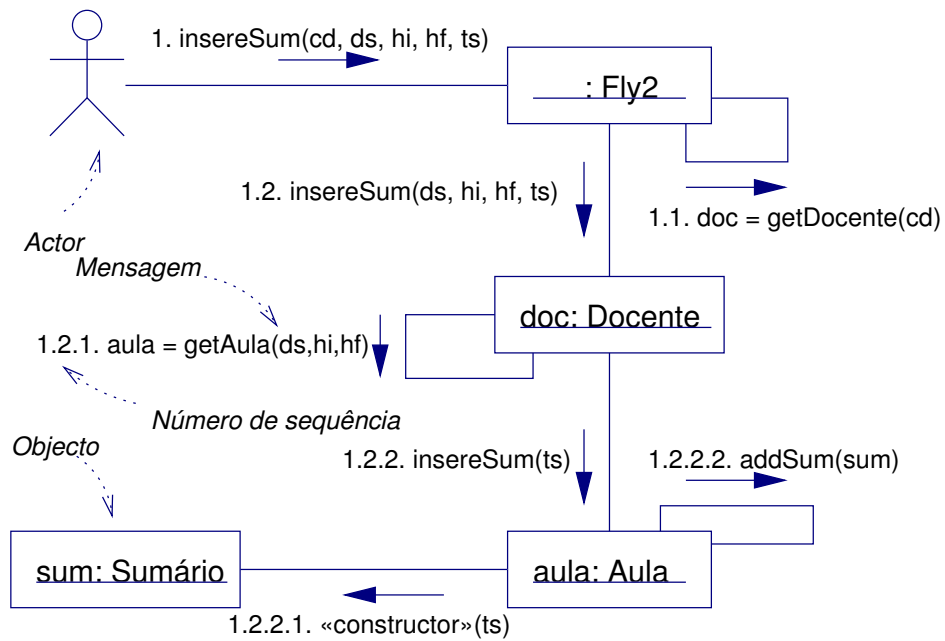 1. insereSum(cd, ds, hi, hf, ts)
: Fly2
1.2. insereSum(ds, hi, hf, ts)
1.1. doc = getDocente(cd)
Actor
Mensagem
doc: Docente
1.2.1. aula = getAula(ds,hi,hf)
Número de sequência
Objecto
1.2.2. insereSum(ts)
1.2.2.2. addSum(sum)
sum: Sumário
aula: Aula
1.2.2.1. «constructor»(ts)